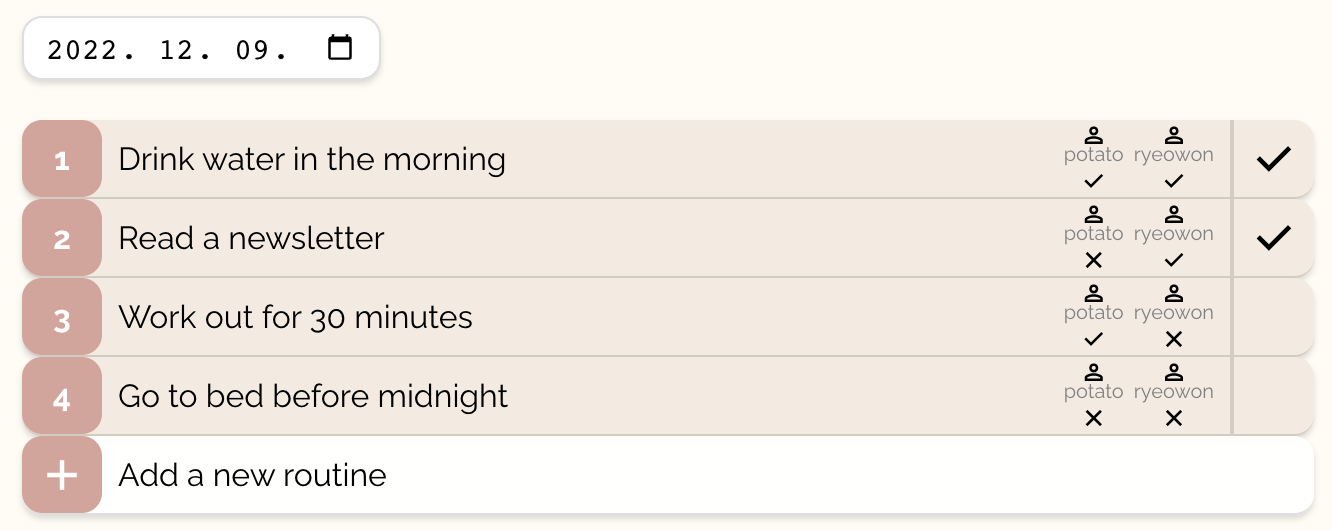 2022. 12. 09.
1 Drink water in the morning potato ryeowon
2 Read a newsletter potato ryeowon
3 Work out for 30 minutes potato ryeowon
4 Go to bed before midnight potato ryeowon
+ Add a new routine